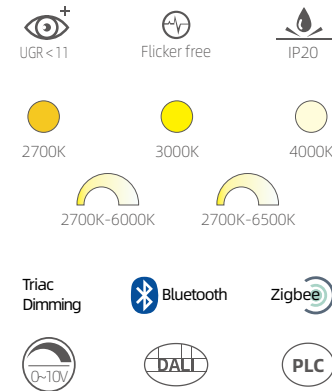 UGR<11
Flicker free
IP20
2700K
3000K
4000K
2700K-6000K
2700K-6500K
Triac
Dimming
Bluetooth
Zigbee
0~10V
DALI
PLC